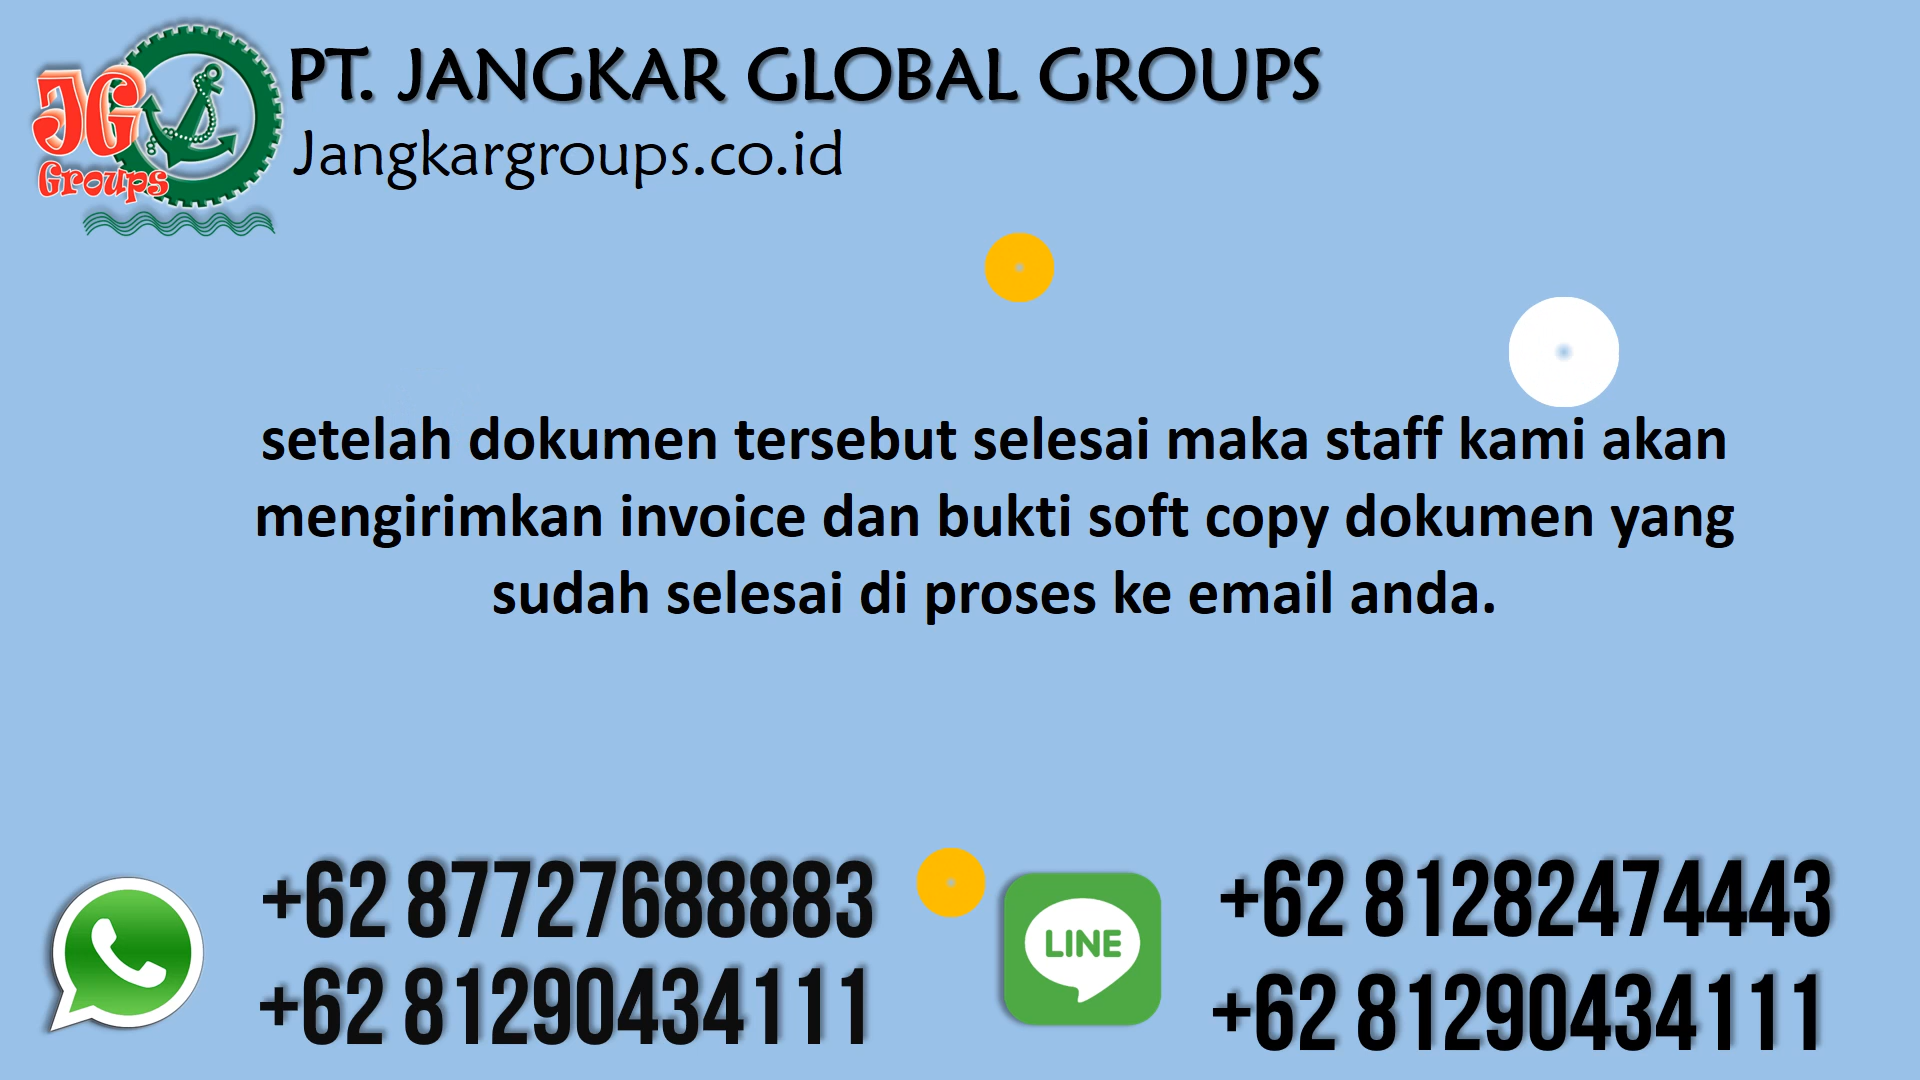 JG
Groups
PT. JANGKAR GLOBAL GROUPS
Jangkargroups.co.id
setelah dokumen tersebut selesai maka staff kami akan
mengirimkan invoice dan bukti soft copy dokumen yang
sudah selesai di proses ke email anda.
+62 87727688883
+62 81290434111
LINE
+62 81282474443
+62 81290434111